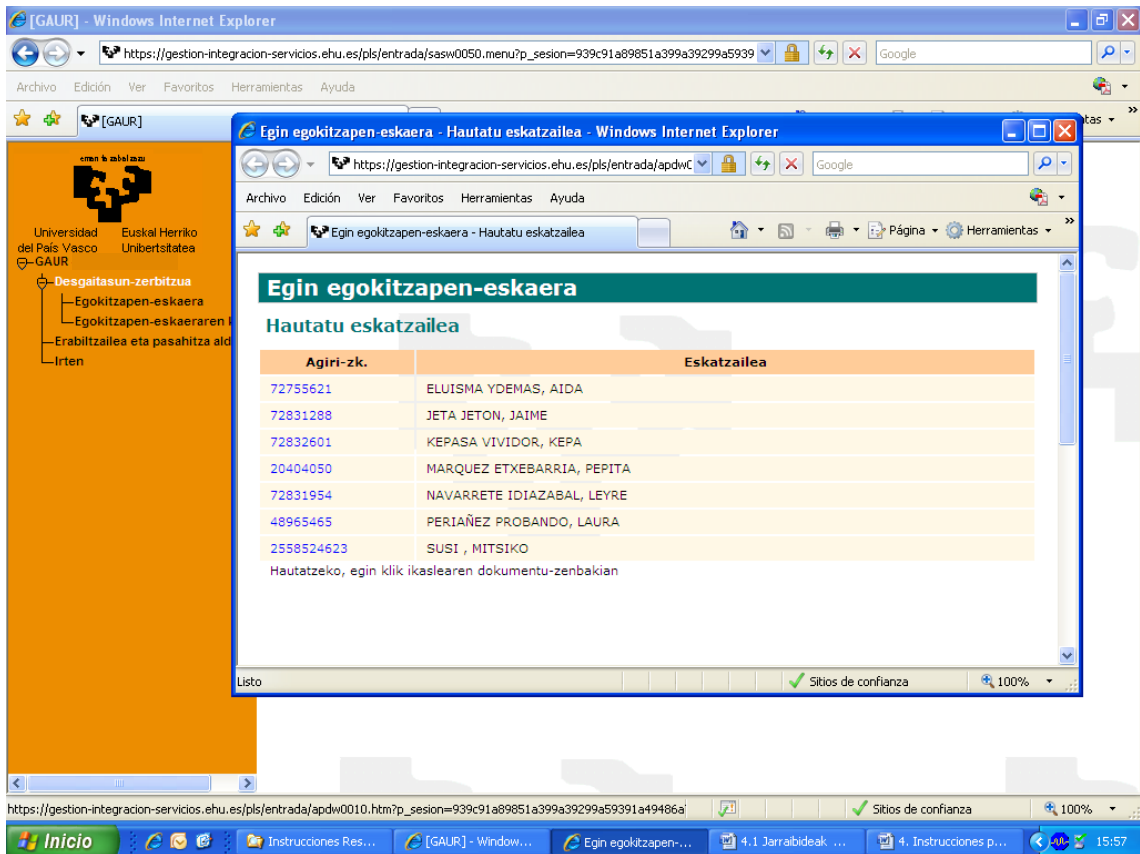 [GAUR] - Windows Internet Explorer
https://gestion-integracion-servicios.ehu.es/pls/entrada/sasw0050.menu?p_sesion=939c91a89851a399a39299a5939
Google
Archivo Edición Ver Favoritos Herramientas Ayuda
[GAUR]
tas
eman ta zabal zazu
Universidad del País Vasco
Euskal Herriko Unibertsitatea
GAUR
Desgaitasun-zerbitzua
Egokitzapen-eskaera
Egokitzapen-eskaeraren
Erabiltzailea eta pasahitza ald
Irten
Egin egokitzapen-eskaera - Hautatu eskatzailea - Windows Internet Explorer
https://gestion-integracion-servicios.ehu.es/pls/entrada/apdw
Google
Archivo Edición Ver Favoritos Herramientas Ayuda
Egin egokitzapen-eskaera - Hautatu eskatzailea
Página Herramientas
Egin egokitzapen-eskaera
Hautatu eskatzailea
Agiri-zk. Eskatzailea
72755621 ELUISMA YDEMAS, AIDA
72831288 JETA JETON, JAIME
72832601 KEPASA VIVIDOR, KEPA
20404050 MARQUEZ ETXEBARRIA, PEPITA
72831954 NAVARRETE IDIAZABAL, LEYRE
48965465 PERIAÑEZ PROBANDO, LAURA
2558524623 SUSI , MITSIKO
Hautatzeko, egin klik ikaslearen dokumentu-zenbakian
Listo Sitios de confianza 100%
https://gestion-integracion-servicios.ehu.es/pls/entrada/apdw0010.htm?p_sesion=939c91a89851a399a39299a59391a49486a Sitios de confianza 100%
Inicio Instrucciones Res... [GAUR] - Window... Egin egokitzapen-... 4.1 Jarraibideak ... 4. Instrucciones p... 15:57